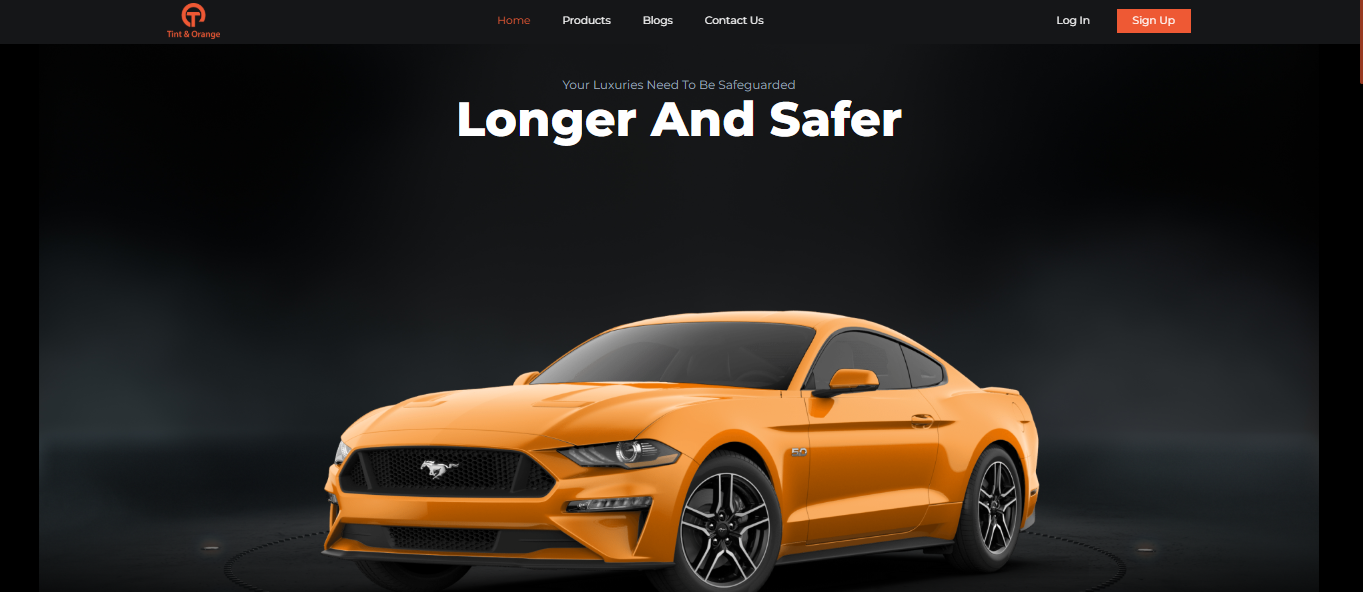 Tint & Orange
Home
Products
Blogs
Contact Us
Log In
Sign Up
Your Luxuries Need To Be Safeguarded
Longer And Safer
5.0